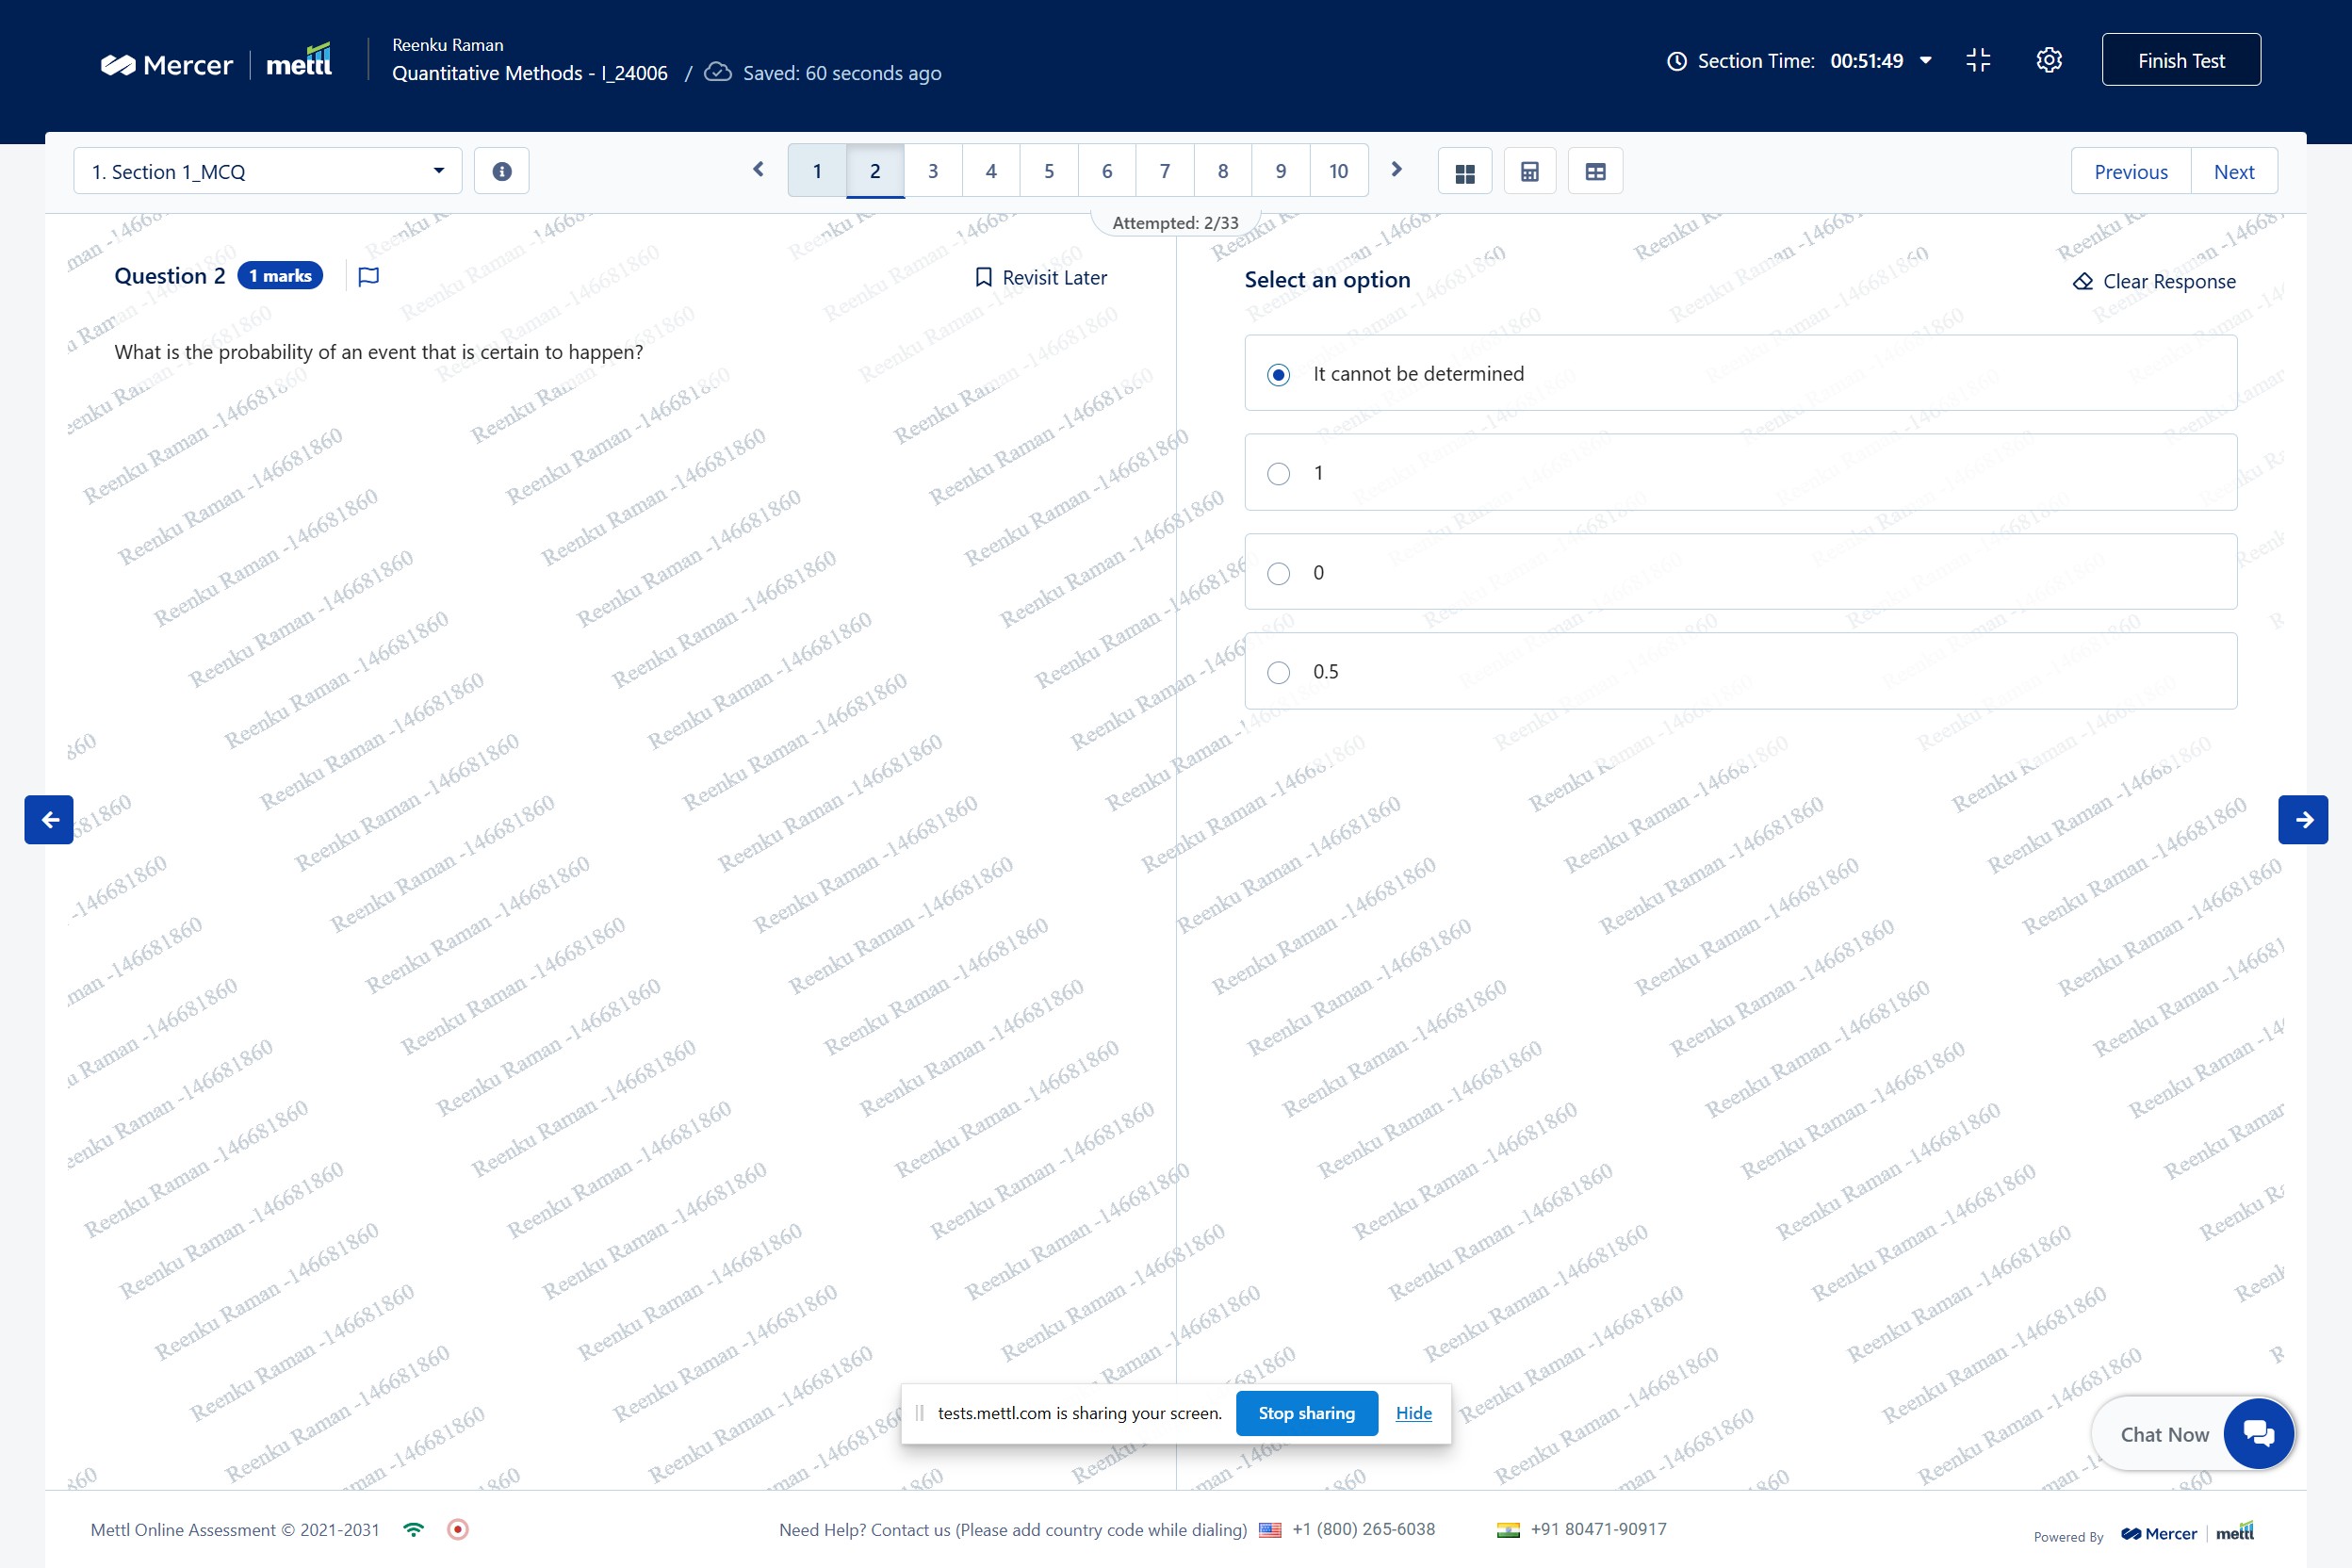 Mercer mettl
Reenku Raman
Quantitative Methods - I_24006 / Saved: 60 seconds ago
Section Time: 00:51:49
Finish Test
1. Section 1_MCQ
1 2 3 4 5 6 7 8 9 10
Previous Next
Attempted: 2/33
Question 2 1 marks
Revisit Later
What is the probability of an event that is certain to happen?
Select an option
Clear Response
It cannot be determined
1
0
0.5
Reenku Raman -146681860
tests.mettl.com is sharing your screen. Stop sharing Hide
Chat Now
Mettl Online Assessment © 2021-2031
Need Help? Contact us (Please add country code while dialing) +1 (800) 265-6038 +91 80471-90917
Powered By Mercer mettl